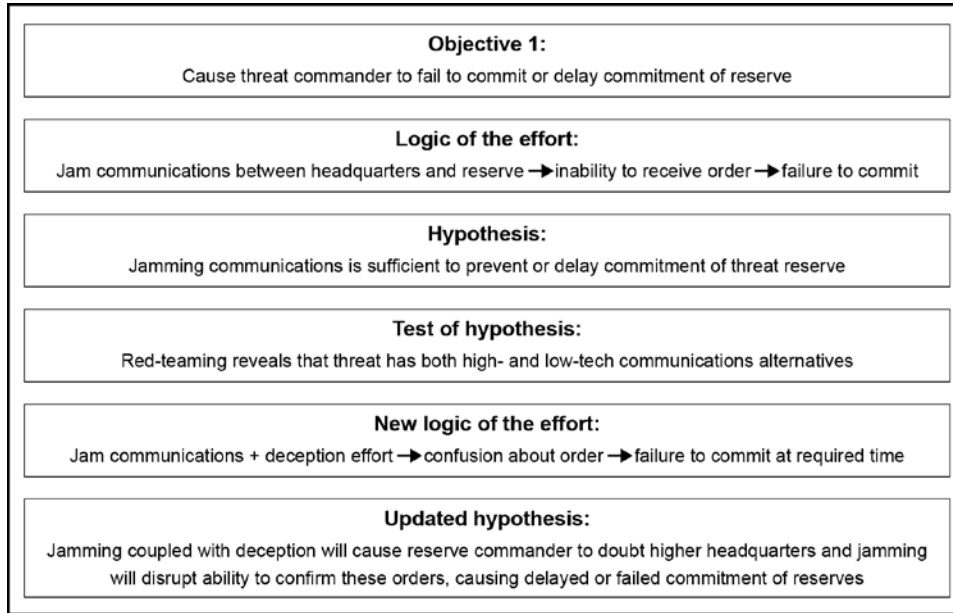 Objective 1:
Cause threat commander to fail to commit or delay commitment of reserve
Logic of the effort:
Jam communications between headquarters and reserve → inability to receive order → failure to commit
Hypothesis:
Jamming communications is sufficient to prevent or delay commitment of threat reserve
Test of hypothesis:
Red-teaming reveals that threat has both high- and low-tech communications alternatives
New logic of the effort:
Jam communications + deception effort → confusion about order → failure to commit at required time
Updated hypothesis:
Jamming coupled with deception will cause reserve commander to doubt higher headquarters and jamming
will disrupt ability to confirm these orders, causing delayed or failed commitment of reserves